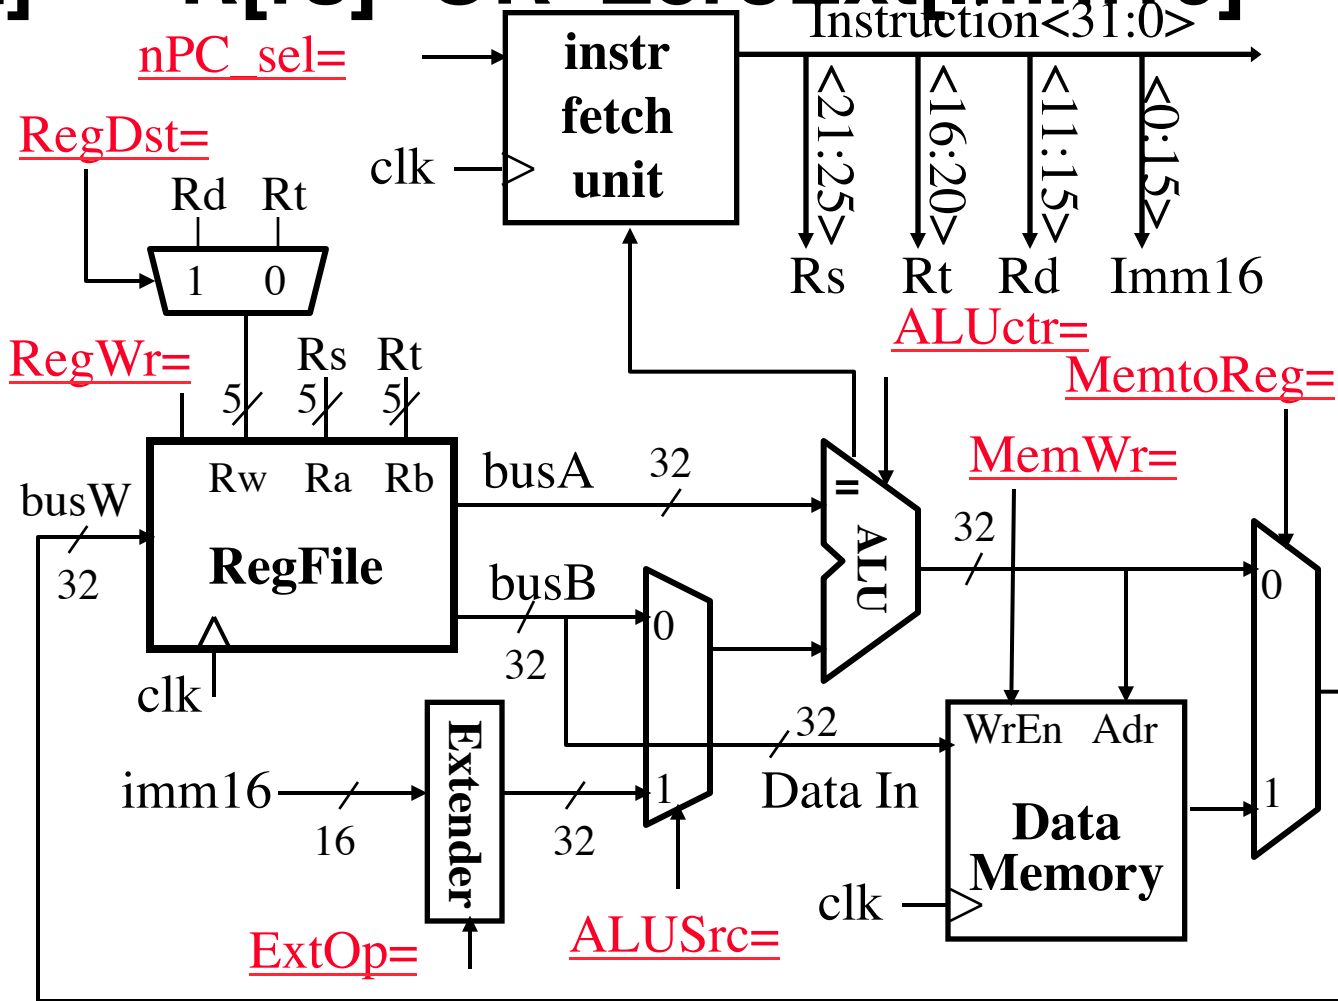 Instruction<31:0>
nPC_sel=
instr
fetch
unit
clk
<21:25>
<16:20>
<11:15>
<0:15>
RegDst=
Rd Rt
1 0
Rs Rt Rd Imm16
ALUctr=
RegWr=
Rs Rt
MemtoReg=
5 5 5
MemWr=
Rw Ra Rb
busA
32
=
busW
32
RegFile
ALU
32
busB
0
32
0
32
clk
Extender
32
WrEn Adr
imm16
1
Data In
1
16
32
Data
Memory
clk
ExtOp=
ALUSrc=